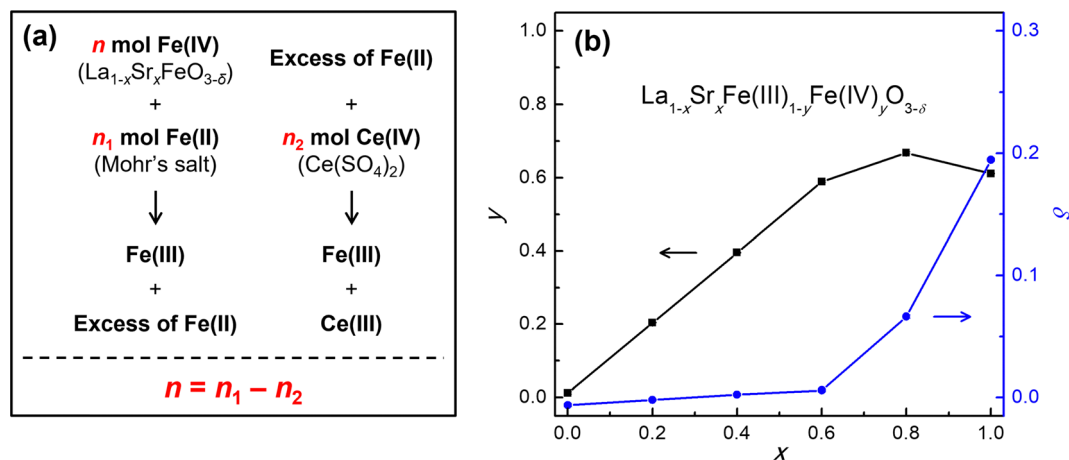 (a)
n mol Fe(IV)
(La1-xSrxFeO3-δ)
+
n1 mol Fe(II)
(Mohr's salt)
Fe(III)
+
Excess of Fe(II)
Excess of Fe(II)
+
n2 mol Ce(IV)
(Ce(SO4)2)
Fe(III)
+
Ce(III)
n = n1 – n2
(b)
La1-xSrxFe(III)1-yFe(IV)yO3-δ
y
1.0
0.8
0.6
0.4
0.2
0.0
0.0 0.2 0.4 0.6 0.8 1.0
x
0.3
0.2
0.1
0.0
δ